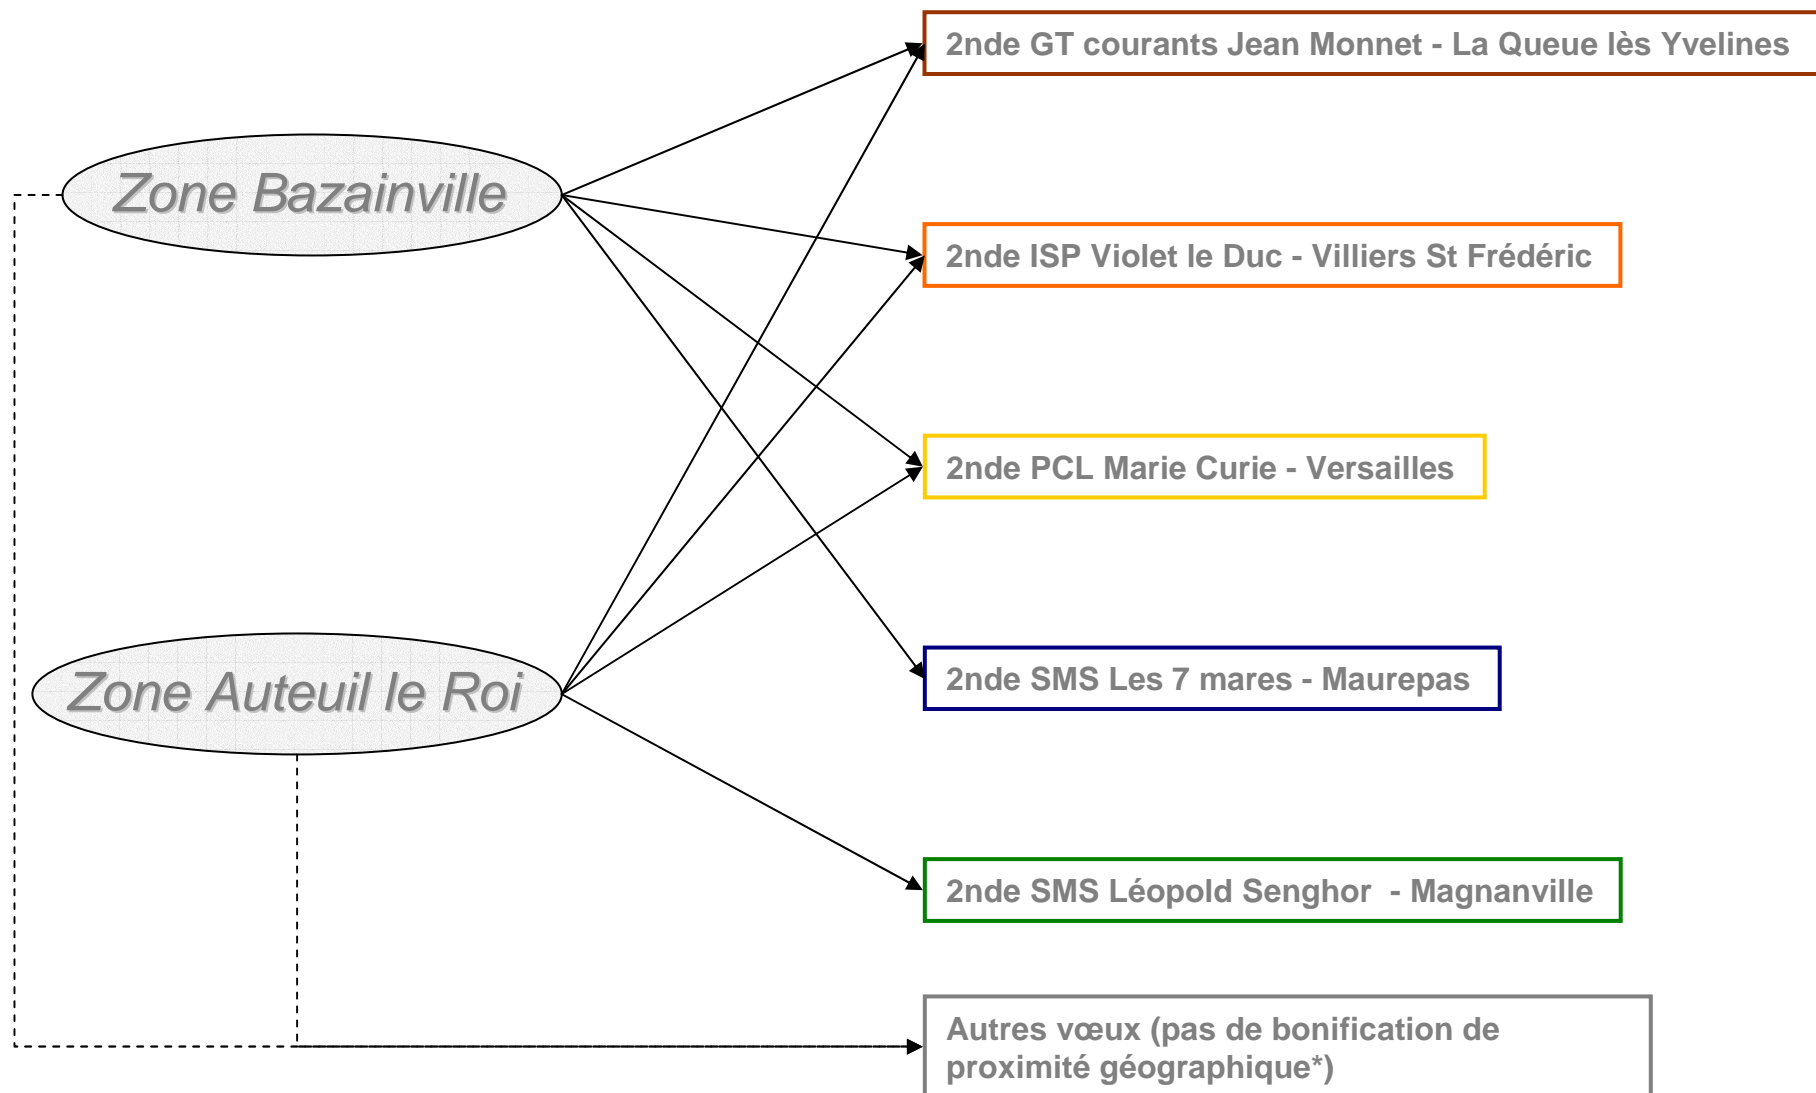 2nde GT courants Jean Monnet - La Queue lès Yvelines
Zone Bazainville
2nde ISP Violet le Duc - Villiers St Frédéric
2nde PCL Marie Curie - Versailles
2nde SMS Les 7 mares - Maurepas
Zone Auteuil le Roi
2nde SMS Léopold Senghor  - Magnanville
Autres vœux (pas de bonification de
proximité géographique*)